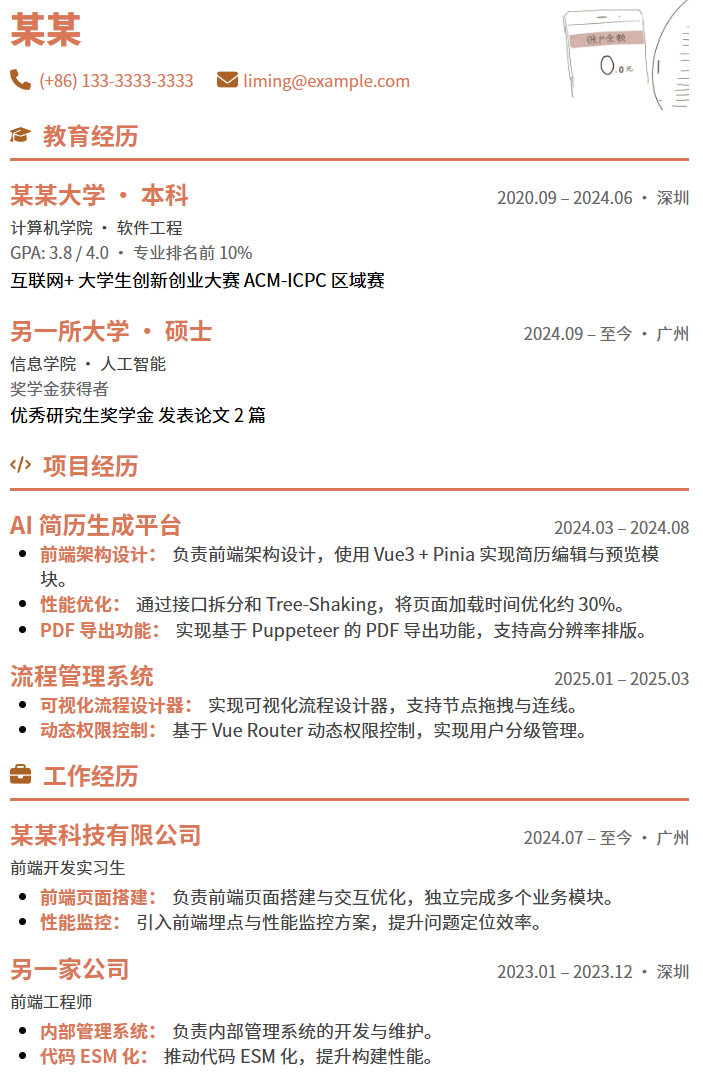 某某
账户余额
0.0元
(+86) 133-3333-3333 liming@example.com
教育经历
某某大学 · 本科 2020.09 – 2024.06 · 深圳
计算机学院 · 软件工程
GPA: 3.8 / 4.0 · 专业排名前 10%
互联网+ 大学生创新创业大赛 ACM-ICPC 区域赛
另一所大学 · 硕士 2024.09 – 至今 · 广州
信息学院 · 人工智能
奖学金获得者
优秀研究生奖学金 发表论文 2 篇
项目经历
AI 简历生成平台 2024.03 – 2024.08
前端架构设计： 负责前端架构设计，使用 Vue3 + Pinia 实现简历编辑与预览模
块。
性能优化： 通过接口拆分和 Tree-Shaking，将页面加载时间优化约 30%。
PDF 导出功能： 实现基于 Puppeteer 的 PDF 导出功能，支持高分辨率排版。
流程管理系统 2025.01 – 2025.03
可视化流程设计器： 实现可视化流程设计器，支持节点拖拽与连线。
动态权限控制： 基于 Vue Router 动态权限控制，实现用户分级管理。
工作经历
某某科技有限公司 2024.07 – 至今 · 广州
前端开发实习生
前端页面搭建： 负责前端页面搭建与交互优化，独立完成多个业务模块。
性能监控： 引入前端埋点与性能监控方案，提升问题定位效率。
另一家公司 2023.01 – 2023.12 · 深圳
前端工程师
内部管理系统： 负责内部管理系统的开发与维护。
代码 ESM 化： 推动代码 ESM 化，提升构建性能。